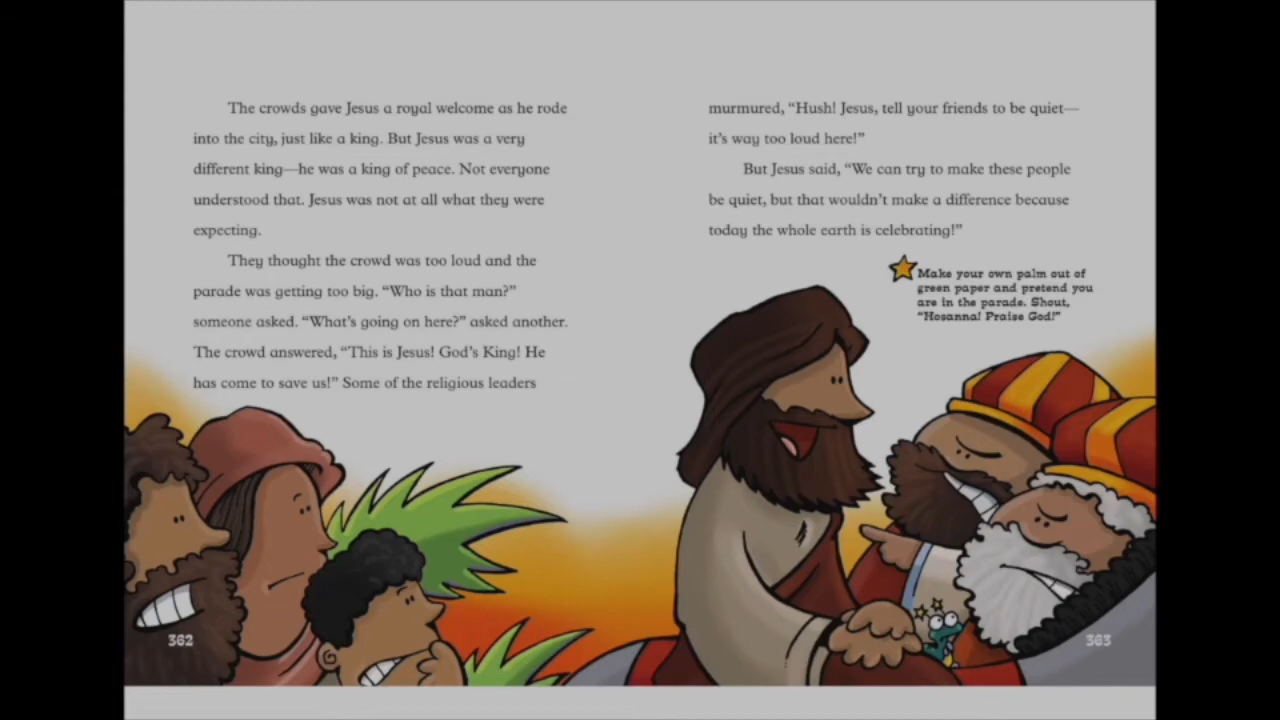 The crowds gave Jesus a royal welcome as he rode
into the city, just like a king. But Jesus was a very
different king—he was a king of peace. Not everyone
understood that. Jesus was not at all what they were
expecting.
They thought the crowd was too loud and the
parade was getting too big. “Who is that man?”
someone asked. “What’s going on here?” asked another.
The crowd answered, “This is Jesus! God’s King! He
has come to save us!” Some of the religious leaders
362
murmured, “Hush! Jesus, tell your friends to be quiet—
it’s way too loud here!”
But Jesus said, “We can try to make these people
be quiet, but that wouldn’t make a difference because
today the whole earth is celebrating!”
Make your own palm out of
green paper and pretend you
are in the parade. Shout,
“Hosanna! Praise God!”
363